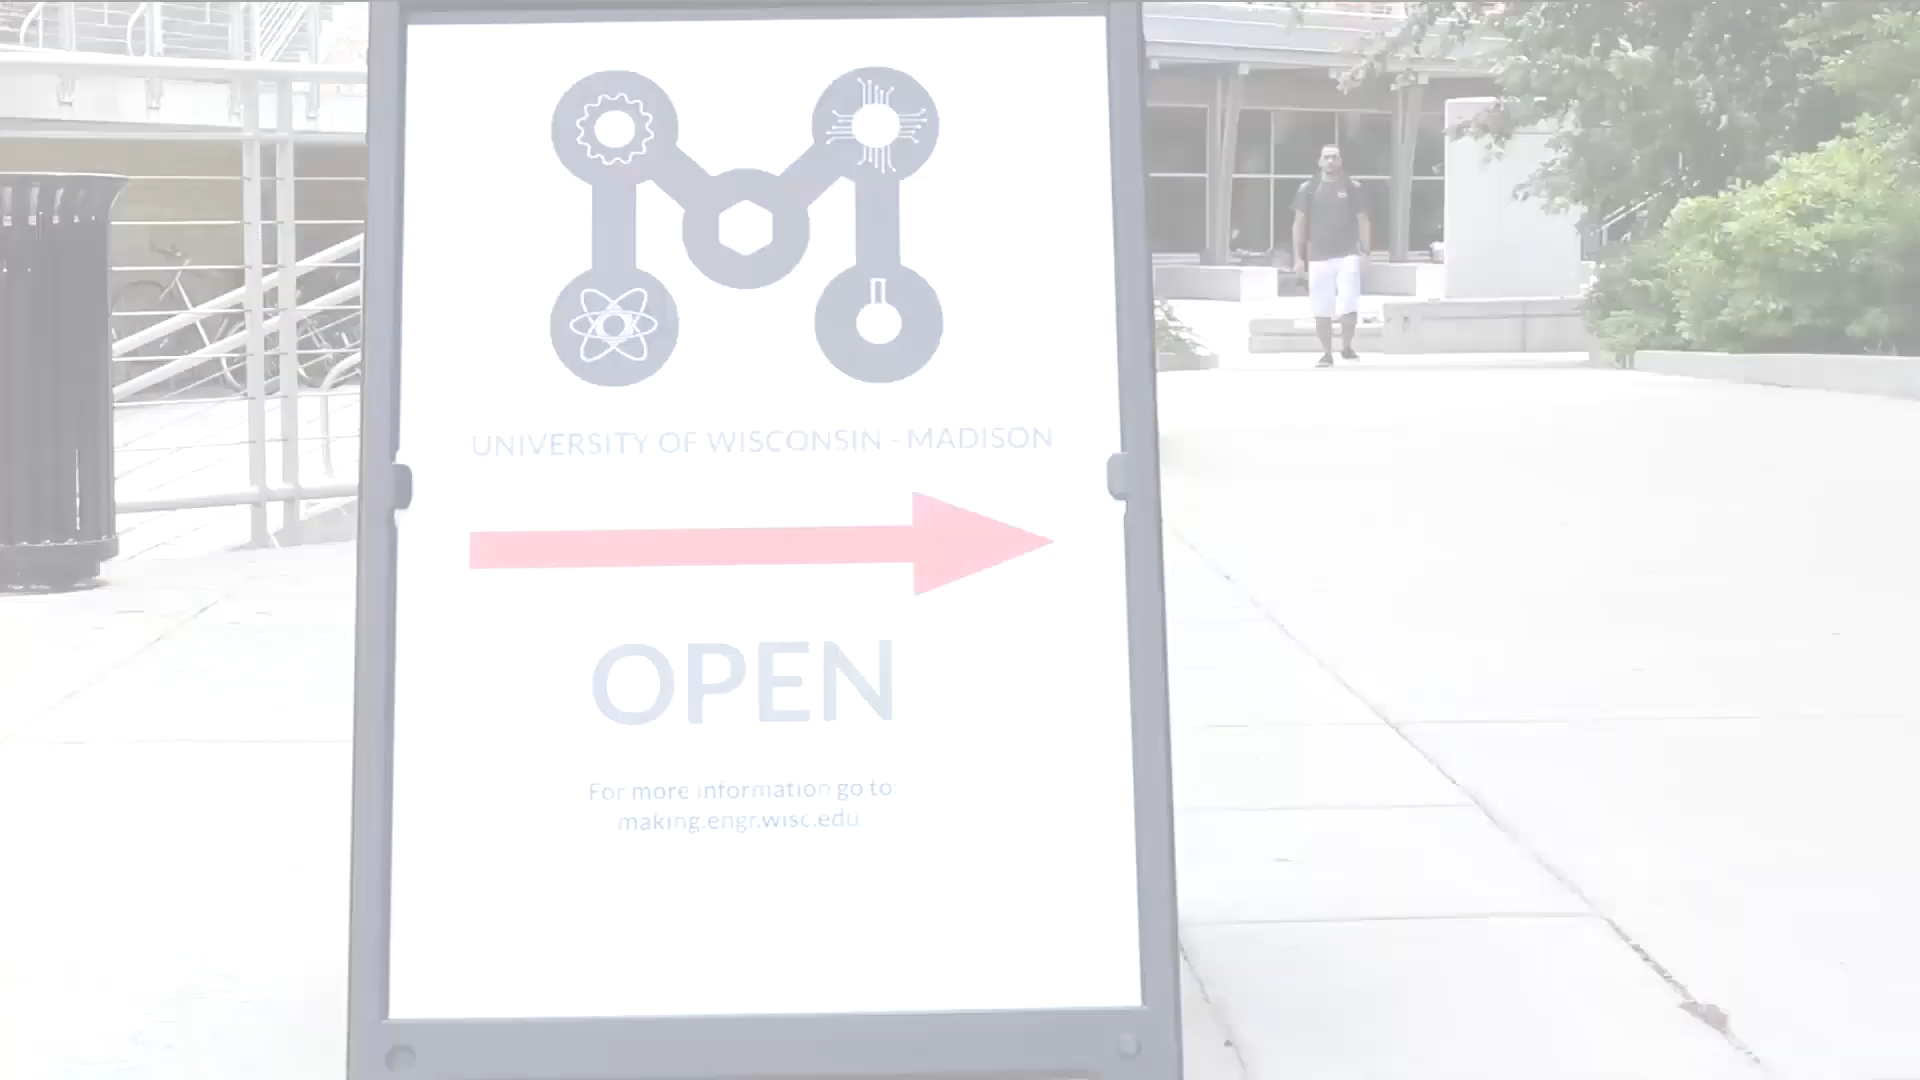 UNIVERSITY OF WISCONSIN - MADISON
OPEN
For more information go to:
making.engr.wisc.edu